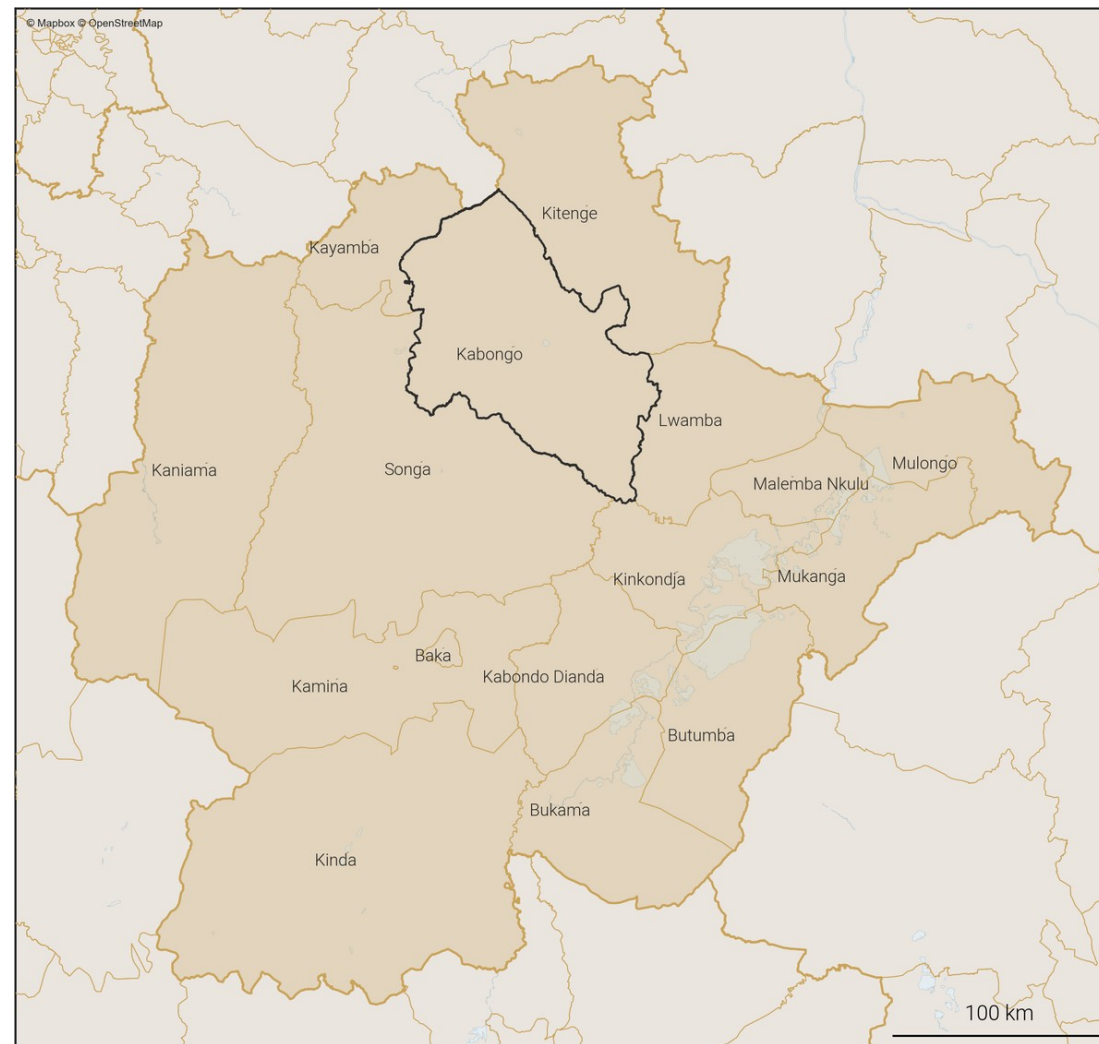 © Mapbox © OpenStreetMap
Kitenge
Kayamba
Kabongo
Lwamba
Kaniama
Songa
Mulongo
Malemba Nkulu
Kinkondja
Mukanga
Baka
Kamina
Kabondo Dianda
Butumba
Bukama
Kinda
100 km